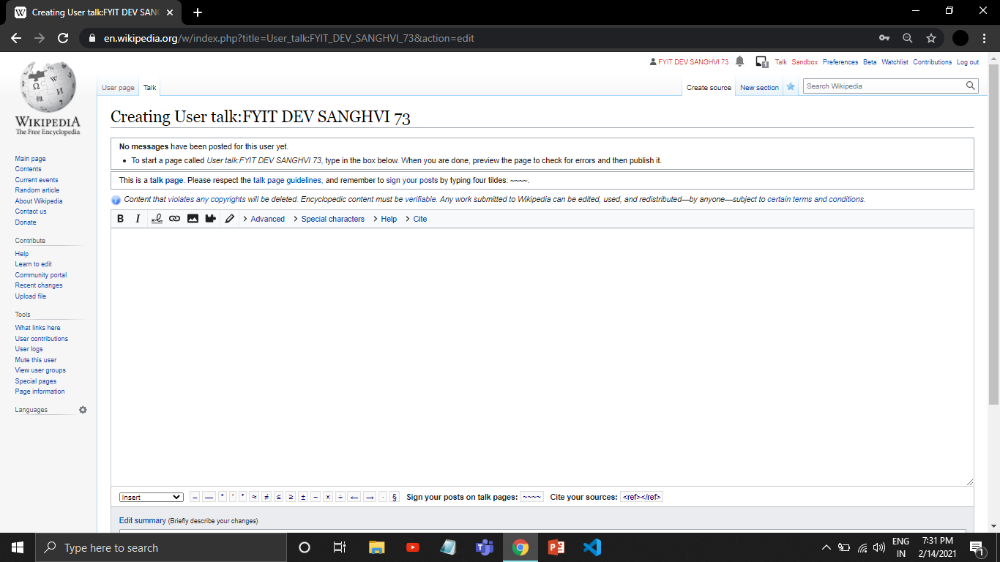 Creating User talk:FYIT DEV SAN
en.wikipedia.org/w/index.php?title=User_talk:FYIT_DEV_SANGHVI_73&action=edit
FYIT DEV SANGHVI 73 1 Talk Sandbox Preferences Beta Watchlist Contributions Log out
User page Talk Create source New section Search Wikipedia
WIKIPEDIA
The Free Encyclopedia
Main page
Contents
Current events
Random article
About Wikipedia
Contact us
Donate
Contribute
Help
Learn to edit
Community portal
Recent changes
Upload file
Tools
What links here
User contributions
User logs
Mute this user
View user groups
Special pages
Page information
Languages
Creating User talk:FYIT DEV SANGHVI 73
No messages have been posted for this user yet.
• To start a page called User talk:FYIT DEV SANGHVI 73, type in the box below. When you are done, preview the page to check for errors and then publish it.
This is a talk page. Please respect the talk page guidelines, and remember to sign your posts by typing four tildes: ~~~~.
Content that violates any copyrights will be deleted. Encyclopedic content must be verifiable. Any work submitted to Wikipedia can be edited, used, and redistributed—by anyone—subject to certain terms and conditions.
B I Advanced Special characters Help Cite
Insert – — ° ′ ″ ≈ ≠ ≤ ≥ ± − × ÷ ← → · § Sign your posts on talk pages: ~~~~ Cite your sources: <ref></ref>
Edit summary (Briefly describe your changes)
Type here to search
ENG
IN
7:31 PM
2/14/2021
1